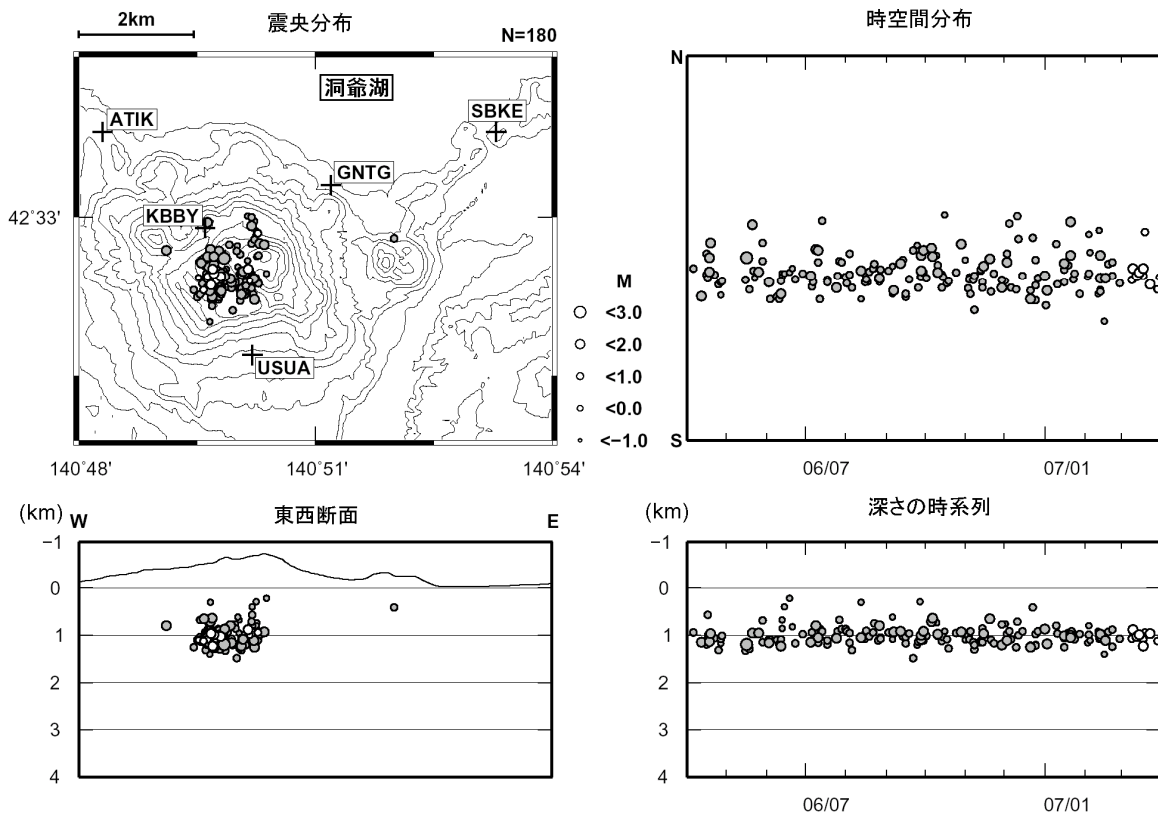 2km
震央分布
N=180
洞爺湖
ATIK
SBKE
GNTG
KBBY
USUA
42°33'
140°48'
140°51'
140°54'
M
<3.0
<2.0
<1.0
<0.0
<−1.0
時空間分布
N
S
06/07
07/01
(km)
W
東西断面
E
−1
0
1
2
3
4
(km)
深さの時系列
−1
0
1
2
3
4
06/07
07/01